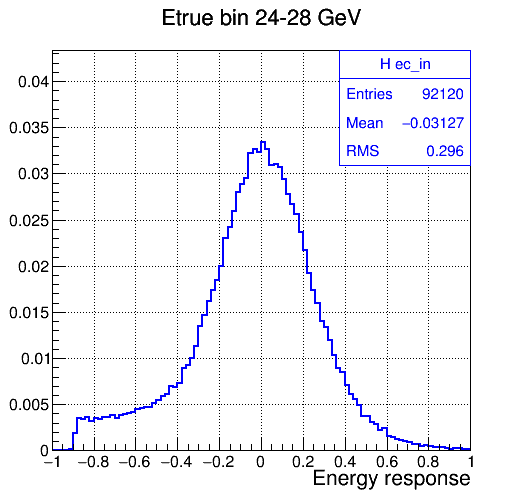 Etrue bin 24-28 GeV
H ec_in
Entries 92120
Mean −0.03127
RMS 0.296
0.04
0.035
0.03
0.025
0.02
0.015
0.01
0.005
0
−1 −0.8 −0.6 −0.4 −0.2 0 0.2 0.4 0.6 0.8 1
Energy response